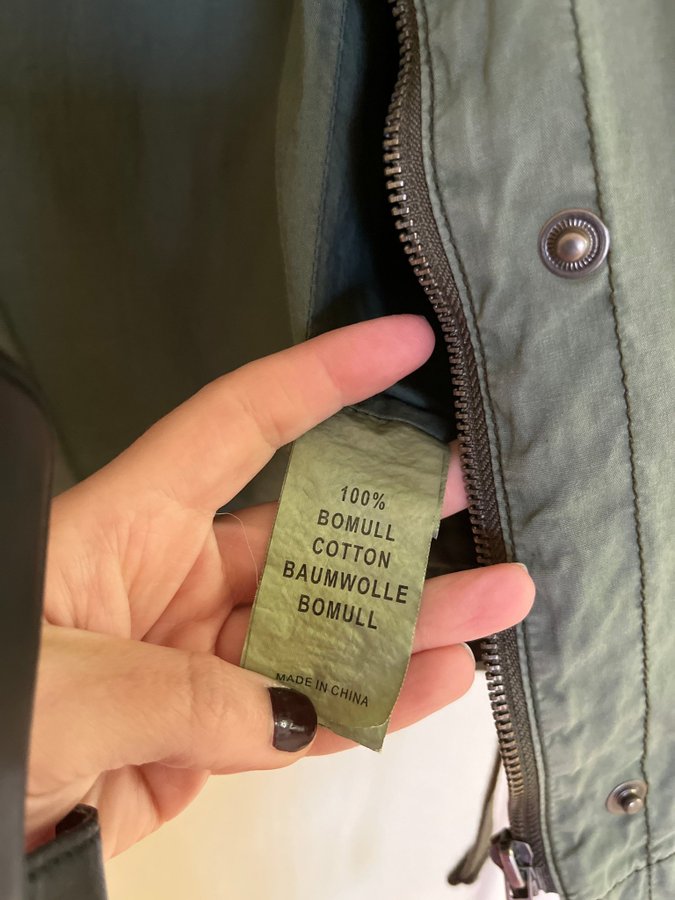 100%
BOMULL
COTTON
BAUMWOLLE
BOMULL
MADE IN CHINA